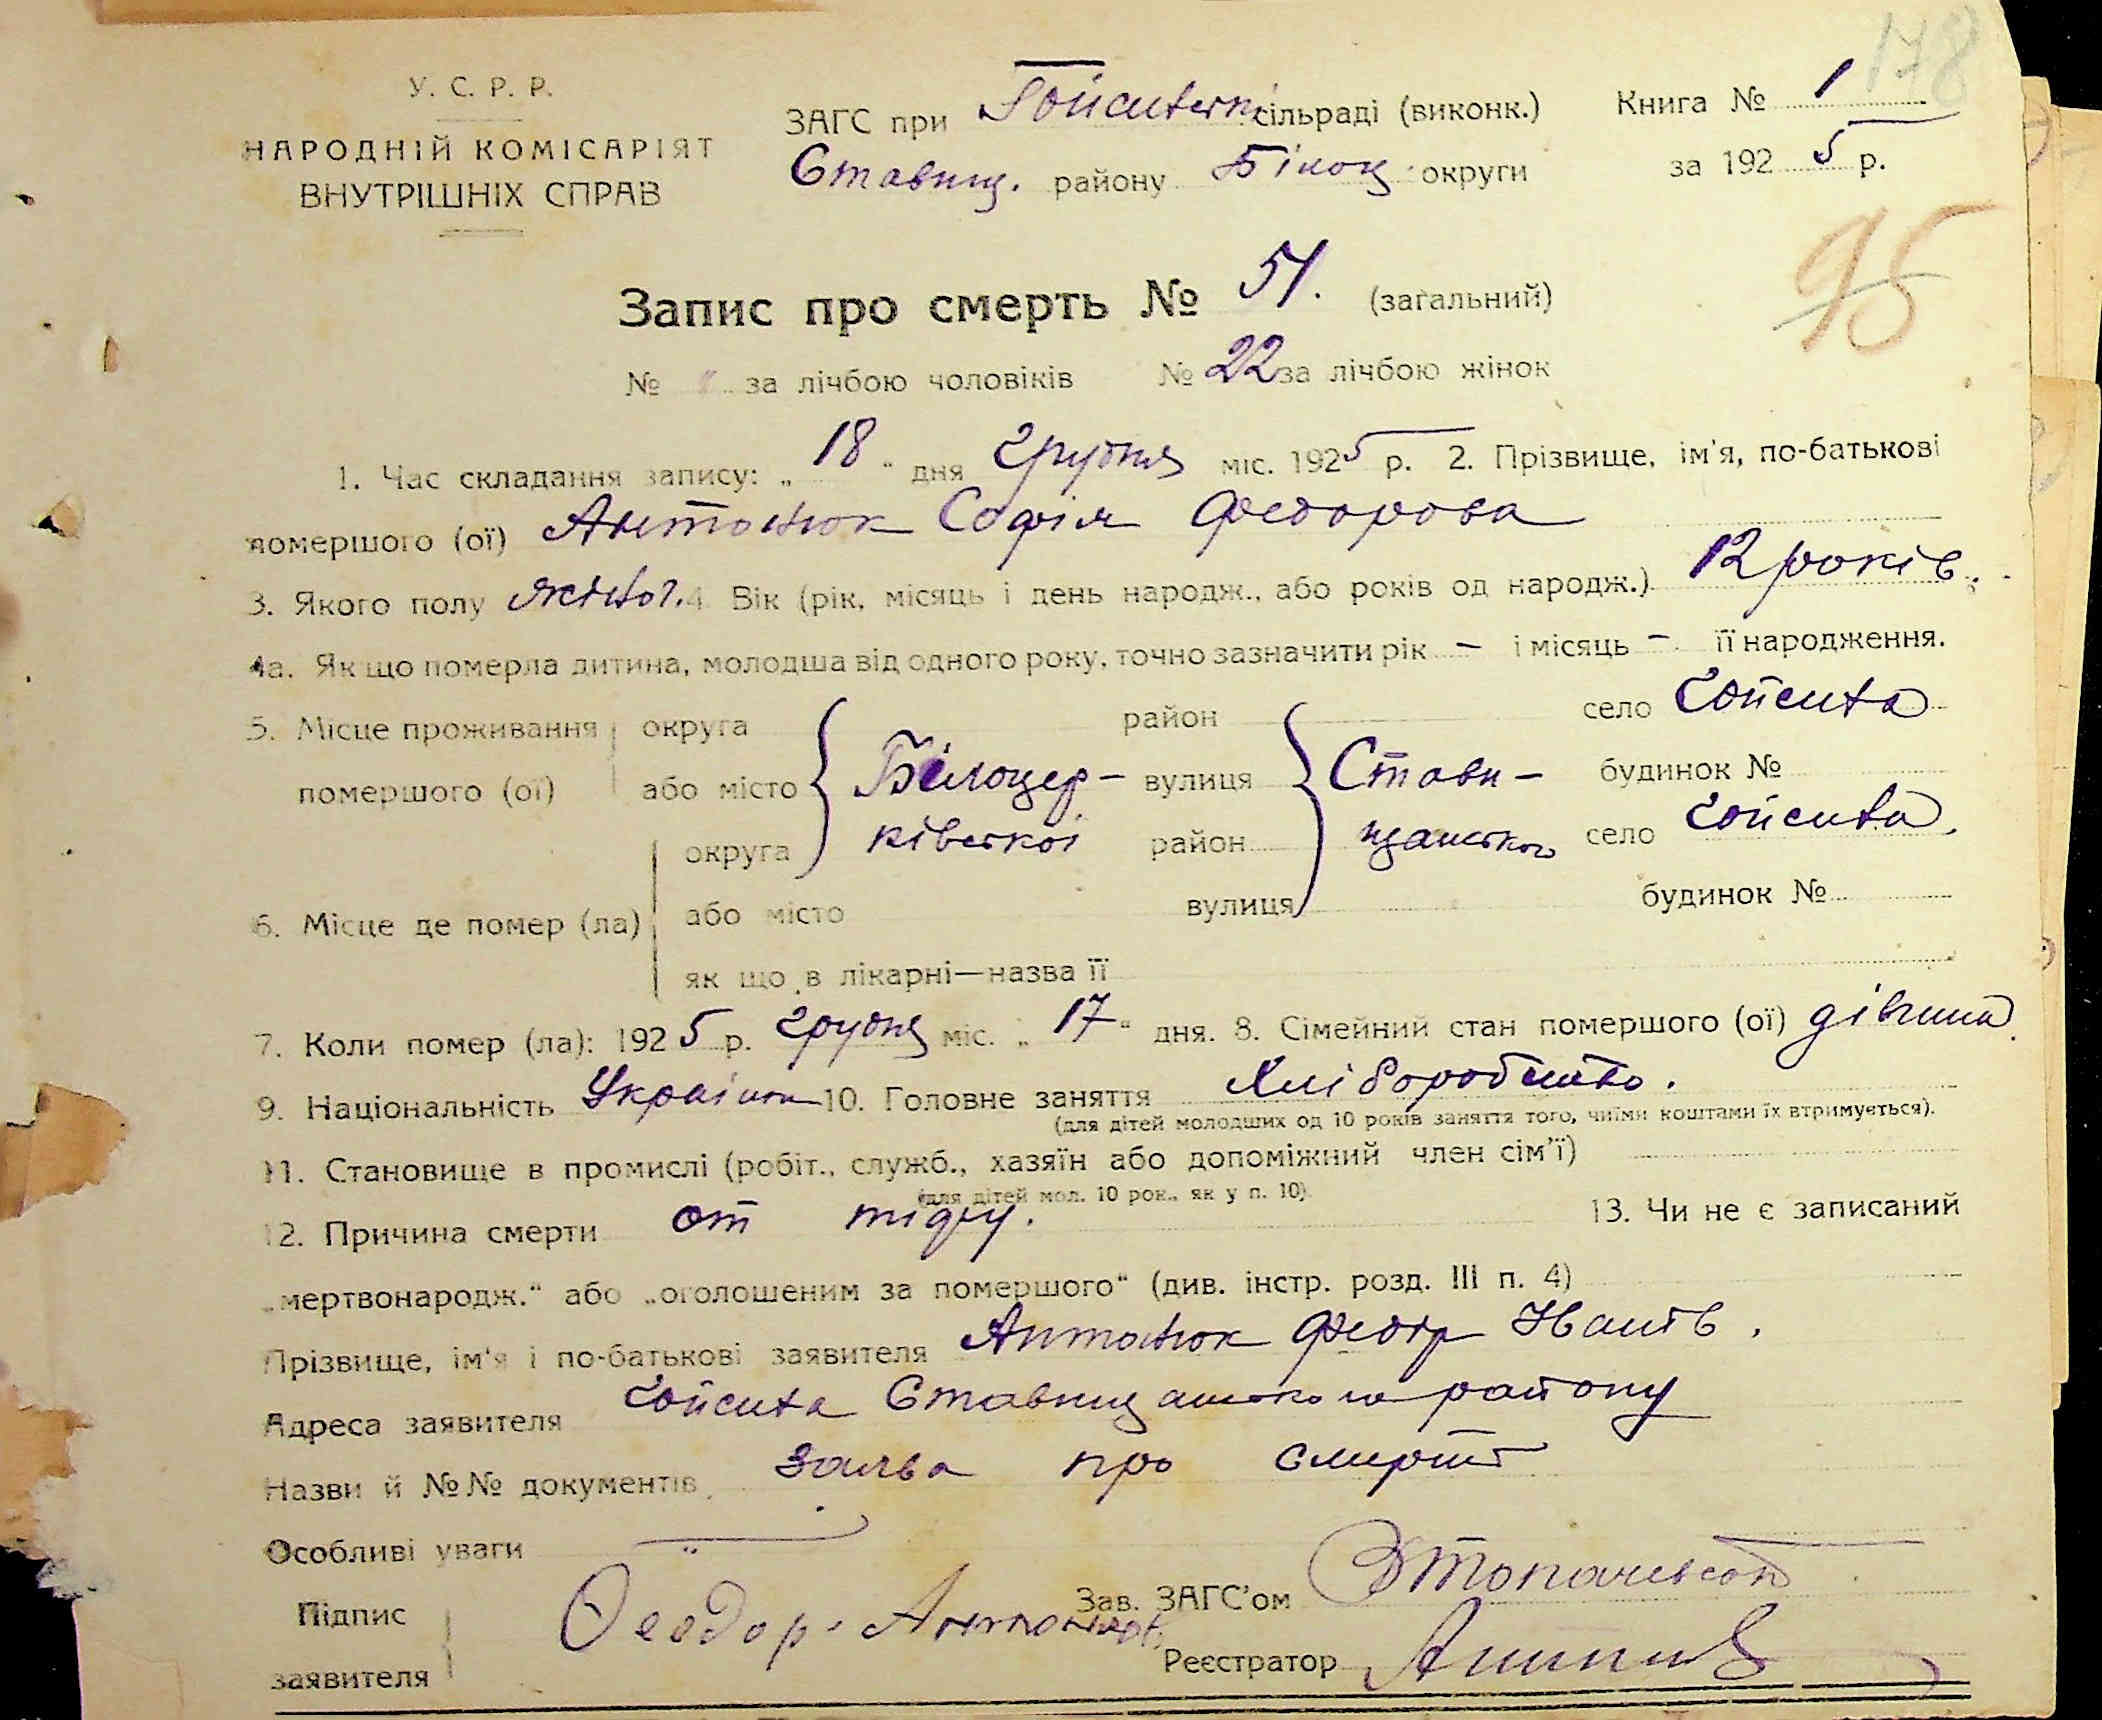 178
У. С. Р. Р.
НАРОДНІЙ КОМІСАРІЯТ
ВНУТРІШНІХ СПРАВ
ЗАГС при Гойсинськ. сільраді (виконк.)
Ставищ. району Білоц округи
Книга № 1
за 1925 р.
95
Запис про смерть № 51. (загальний)
№ " за лічбою чоловіків № 22 за лічбою жінок
1. Час складання запису: „ 18 " дня грудня міс. 1925 р. 2. Прізвище, ім'я, по-батькові
помершого (ої) Антонюк Софія Федорова
3. Якого полу жіноч. 4. Вік (рік, місяць і день народж., або років од народж.) 12 років.
4а. Як що померла дитина, молодша від одного року, точно зазначити рік — і місяць — її народження.
5. Місце проживання помершого (ої) округа район село Гойсина
або місто Білоцер- вулиця Стави- будинок №
округа ківської район щанського село Гойсина
6. Місце де помер (ла) або місто вулиця будинок №
як що в лікарні—назва її
7. Коли помер (ла): 1925 р. грудня міс. „ 17 " дня. 8. Сімейний стан помершого (ої) дівчина.
9. Національність Українка 10. Головне заняття Хліборобство.
(для дітей молодших од 10 років заняття того, чиїми коштами їх втримується).
11. Становище в промислі (робіт., служб., хазяїн або допоміжний член сім'ї)
(для дітей мол. 10 рок., як у п. 10)
12. Причина смерти от тіфу. 13. Чи не є записаний
„мертвонародж." або „оголошеним за помершого" (див. інстр. розд. III п. 4)
Прізвище, ім'я і по-батькові заявителя Антонюк Федір Іванів.
Адреса заявителя Гойсина Ставищанського району
Назви й №№ документів заява про смерть
Особливі уваги "
Підпис заявителя Феодор Антонюк
Зав. ЗАГС'ом
Реєстратор